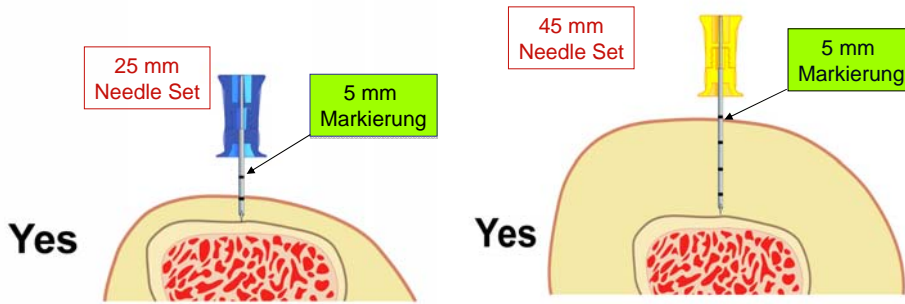 25 mm
Needle Set
5 mm
Markierung
Yes
45 mm
Needle Set
5 mm
Markierung
Yes